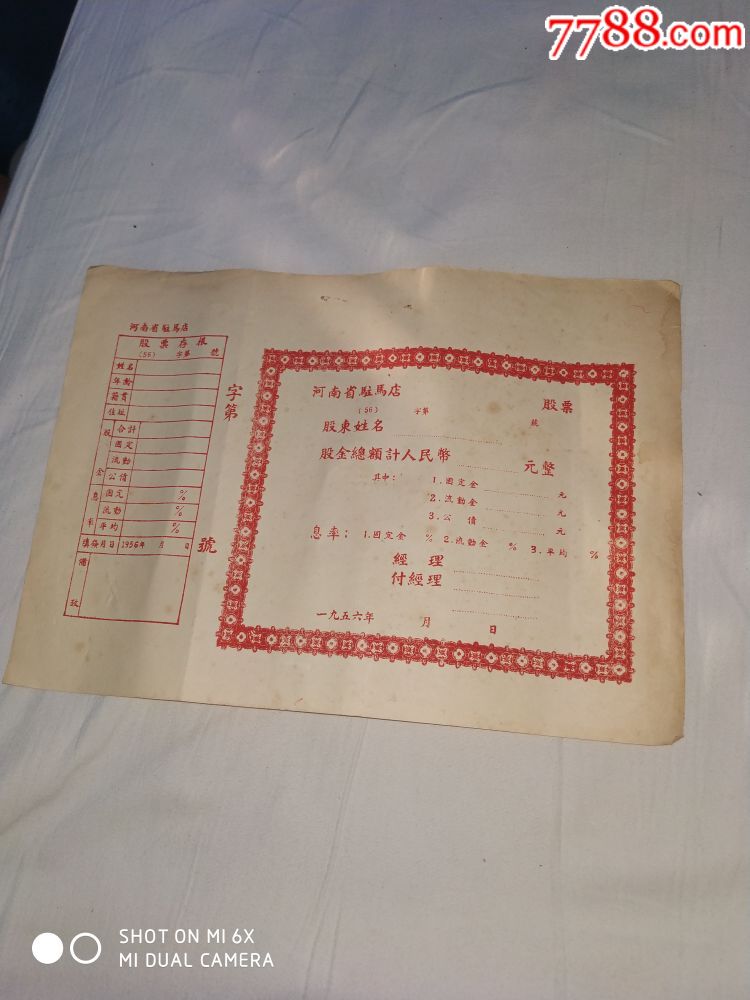 7788.com
河南省駐馬店
股票存根
(56) 字第 號
姓名
年齡
籍貫
住址
股金
合計
固定
流動
公債
息率
固定 %
流動 %
平均 %
填發月日 1956年 月 日
備攷
字第 號
河南省駐馬店 股票
(56) 字第 號
股東姓名
股金總額計人民幣 元整
其中: 1.固定金 元
2.流動金 元
3.公債 元
息率: 1.固定金 % 2.流動金 % 3.平均 %
經理
付經理
一九五六年 月 日
SHOT ON MI 6X
MI DUAL CAMERA